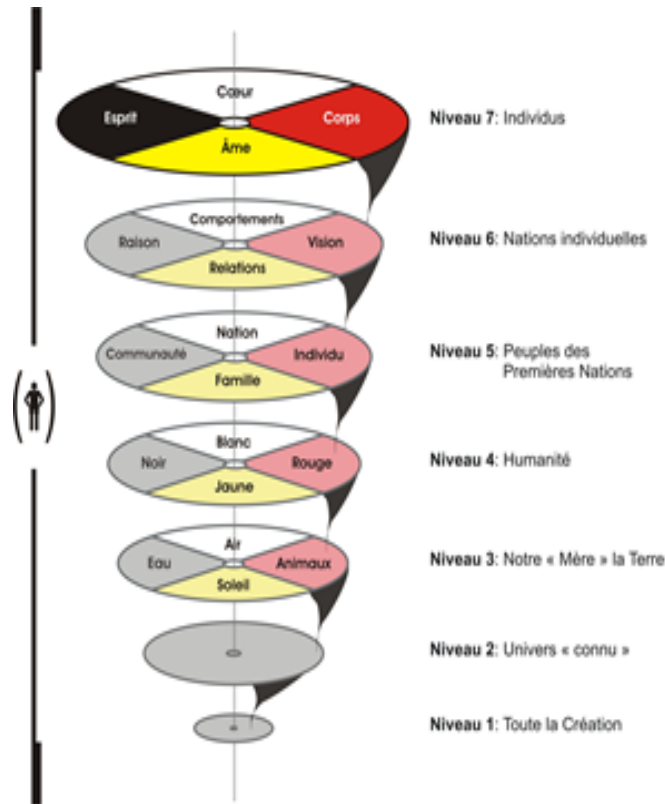 Cœur
Esprit
Corps
Âme
Niveau 7: Individus
Comportements
Raison
Vision
Relations
Niveau 6: Nations individuelles
Nation
Communauté
Individu
Famille
Niveau 5: Peuples des
Premières Nations
Blanc
Noir
Rouge
Jaune
Niveau 4: Humanité
Air
Eau
Animaux
Soleil
Niveau 3: Notre « Mère » la Terre
Niveau 2: Univers « connu »
Niveau 1: Toute la Création